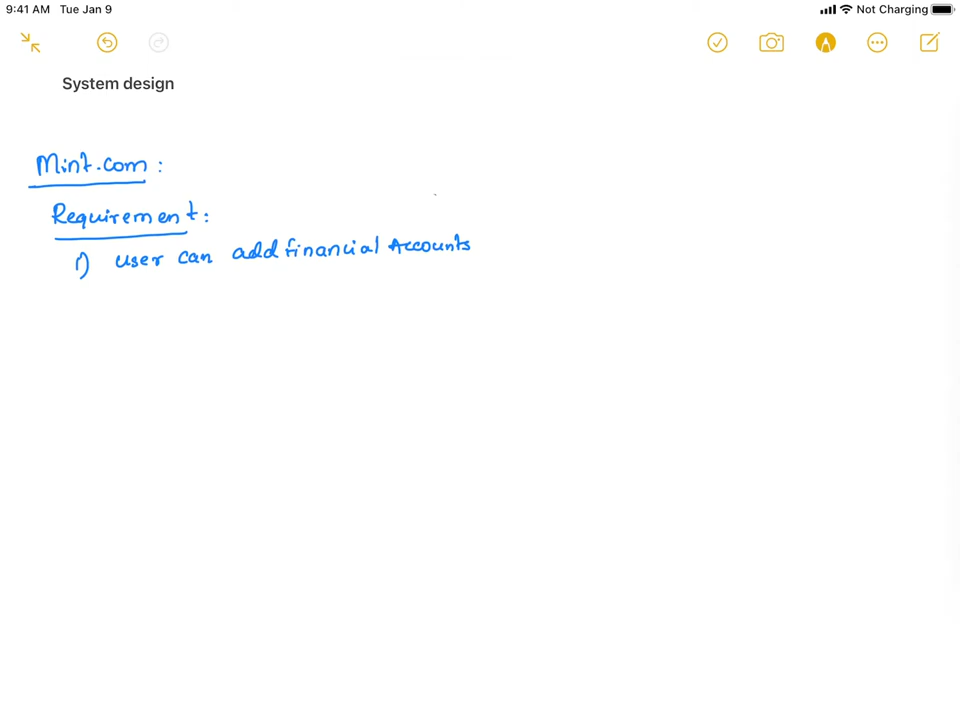 9:41 AM Tue Jan 9 Not Charging
System design
Mint.com :
Requirement :
1) user can add financial Accounts